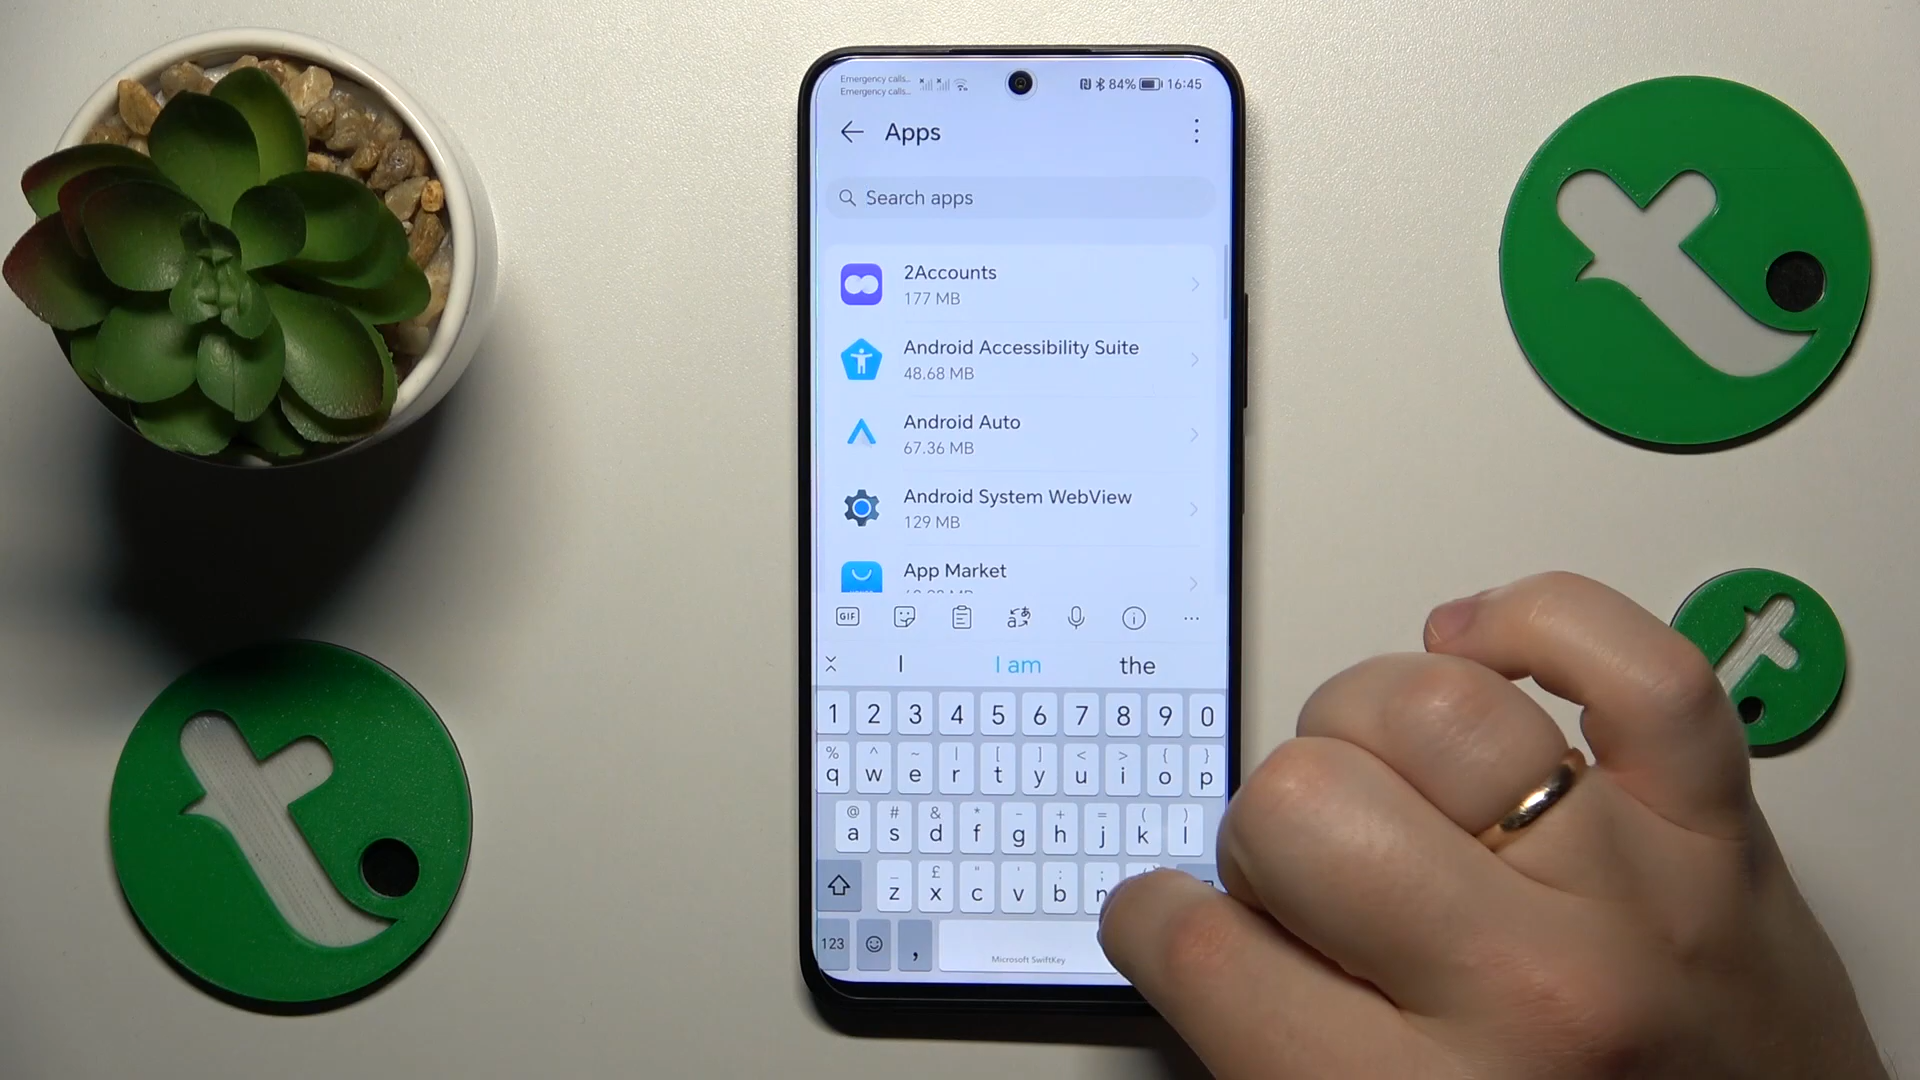 Emergency calls...
Emergency calls...
84% 16:45
Apps
Search apps
2Accounts
177 MB
Android Accessibility Suite
48.68 MB
Android Auto
67.36 MB
Android System WebView
129 MB
App Market
GIF
I I am the
1 2 3 4 5 6 7 8 9 0
% ^ ~ | [ ] < > { }
q w e r t y u i o p
@ # & * - + = ( )
a s d f g h j k l
_ £ " ' : ;
z x c v b n
123 ,
Microsoft SwiftKey